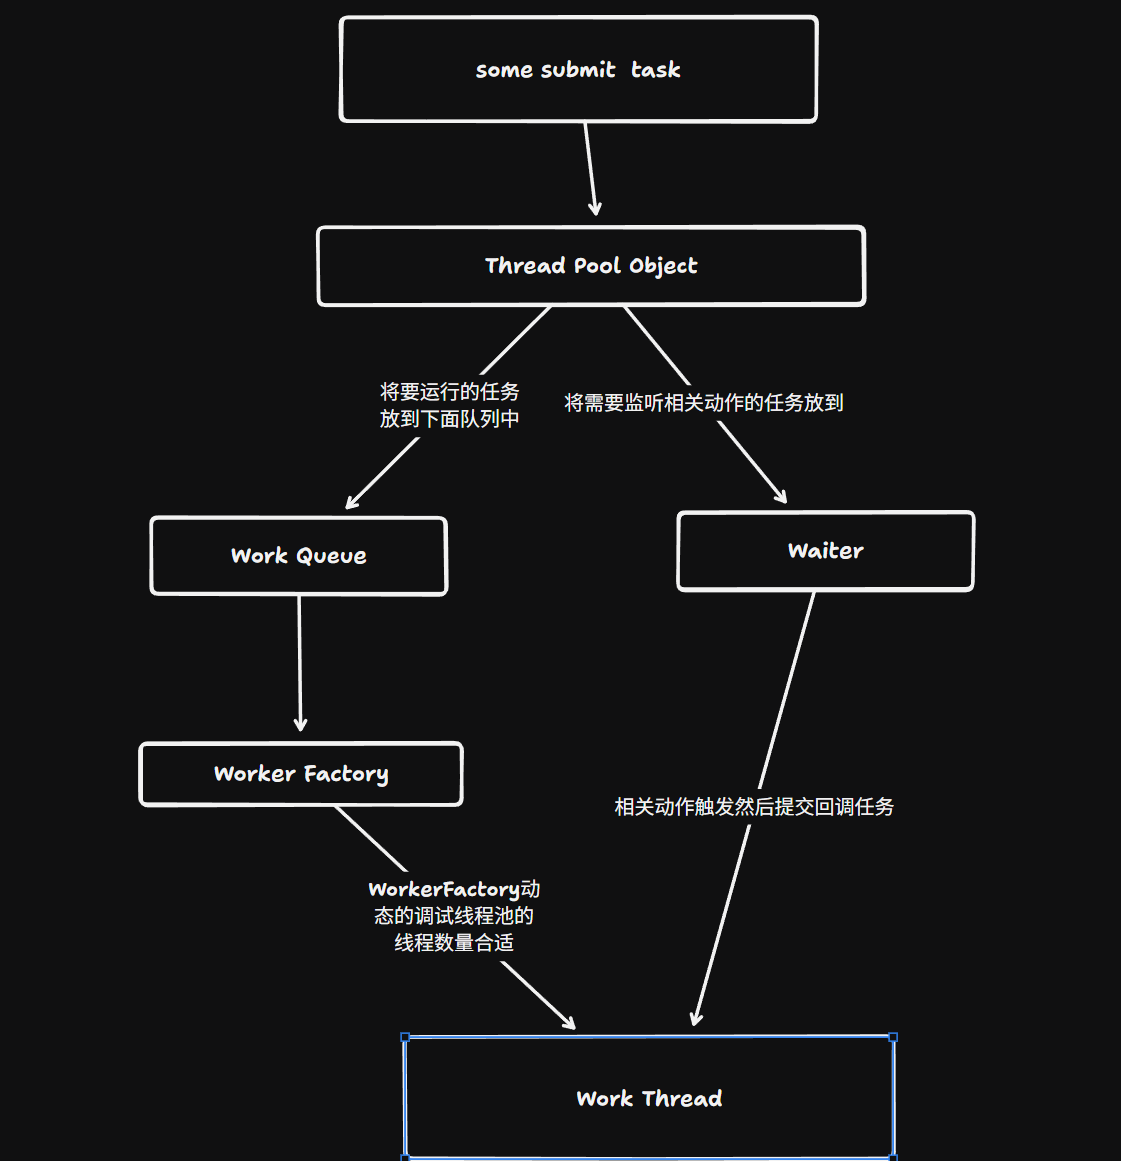 some submit task
Thread Pool Object
将要运行的任务
放到下面队列中
将需要监听相关动作的任务放到
Work Queue
Waiter
Worker Factory
相关动作触发然后提交回调任务
WorkerFactory动
态的调试线程池的
线程数量合适
Work Thread